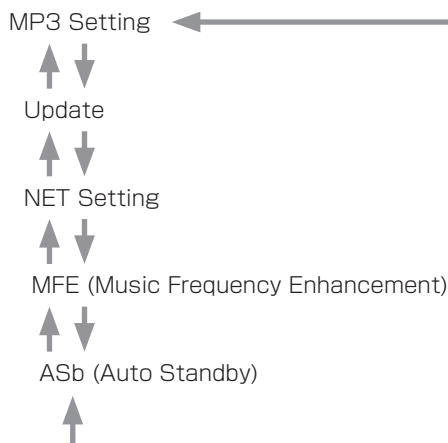 MP3 Setting
Update
NET Setting
MFE (Music Frequency Enhancement)
ASb (Auto Standby)